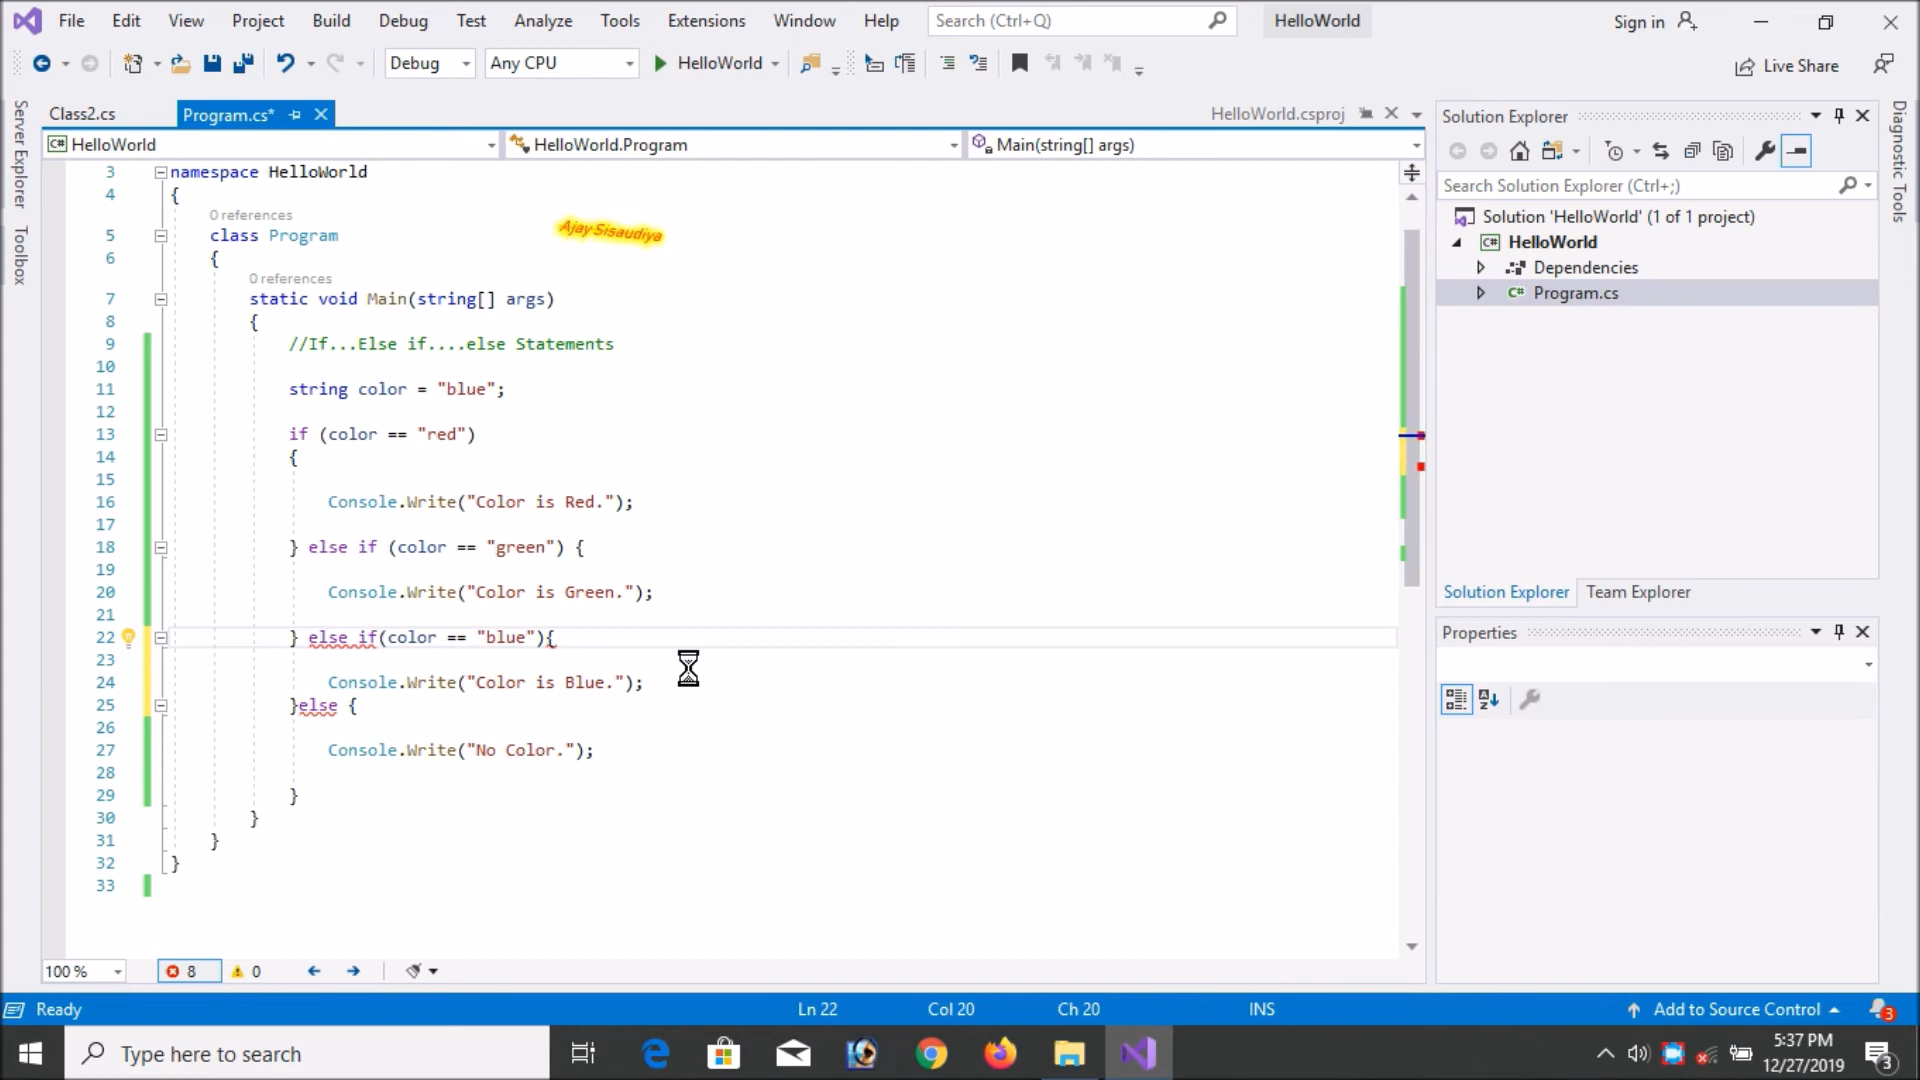 File Edit View Project Build Debug Test Analyze Tools Extensions Window Help Search (Ctrl+Q) HelloWorld Sign in
Debug Any CPU HelloWorld Live Share
Server Explorer
Toolbox
Class2.cs Program.cs* HelloWorld.csproj
C# HelloWorld HelloWorld.Program Main(string[] args)
3 namespace HelloWorld
4 {
0 references
5 class Program
6 {
0 references
7 static void Main(string[] args)
8 {
9 //If...Else if....else Statements
10
11 string color = "blue";
12
13 if (color == "red")
14 {
15
16 Console.Write("Color is Red.");
17
18 } else if (color == "green") {
19
20 Console.Write("Color is Green.");
21
22 } else if(color == "blue"){
23
24 Console.Write("Color is Blue.");
25 }else {
26
27 Console.Write("No Color.");
28
29 }
30 }
31 }
32 }
33
Ajay Sisaudiya
100 % 8 0
Solution Explorer
Search Solution Explorer (Ctrl+;)
Solution 'HelloWorld' (1 of 1 project)
C# HelloWorld
Dependencies
C# Program.cs
Solution Explorer Team Explorer
Properties
Diagnostic Tools
Ready Ln 22 Col 20 Ch 20 INS Add to Source Control 3
Type here to search
5:37 PM
12/27/2019
3